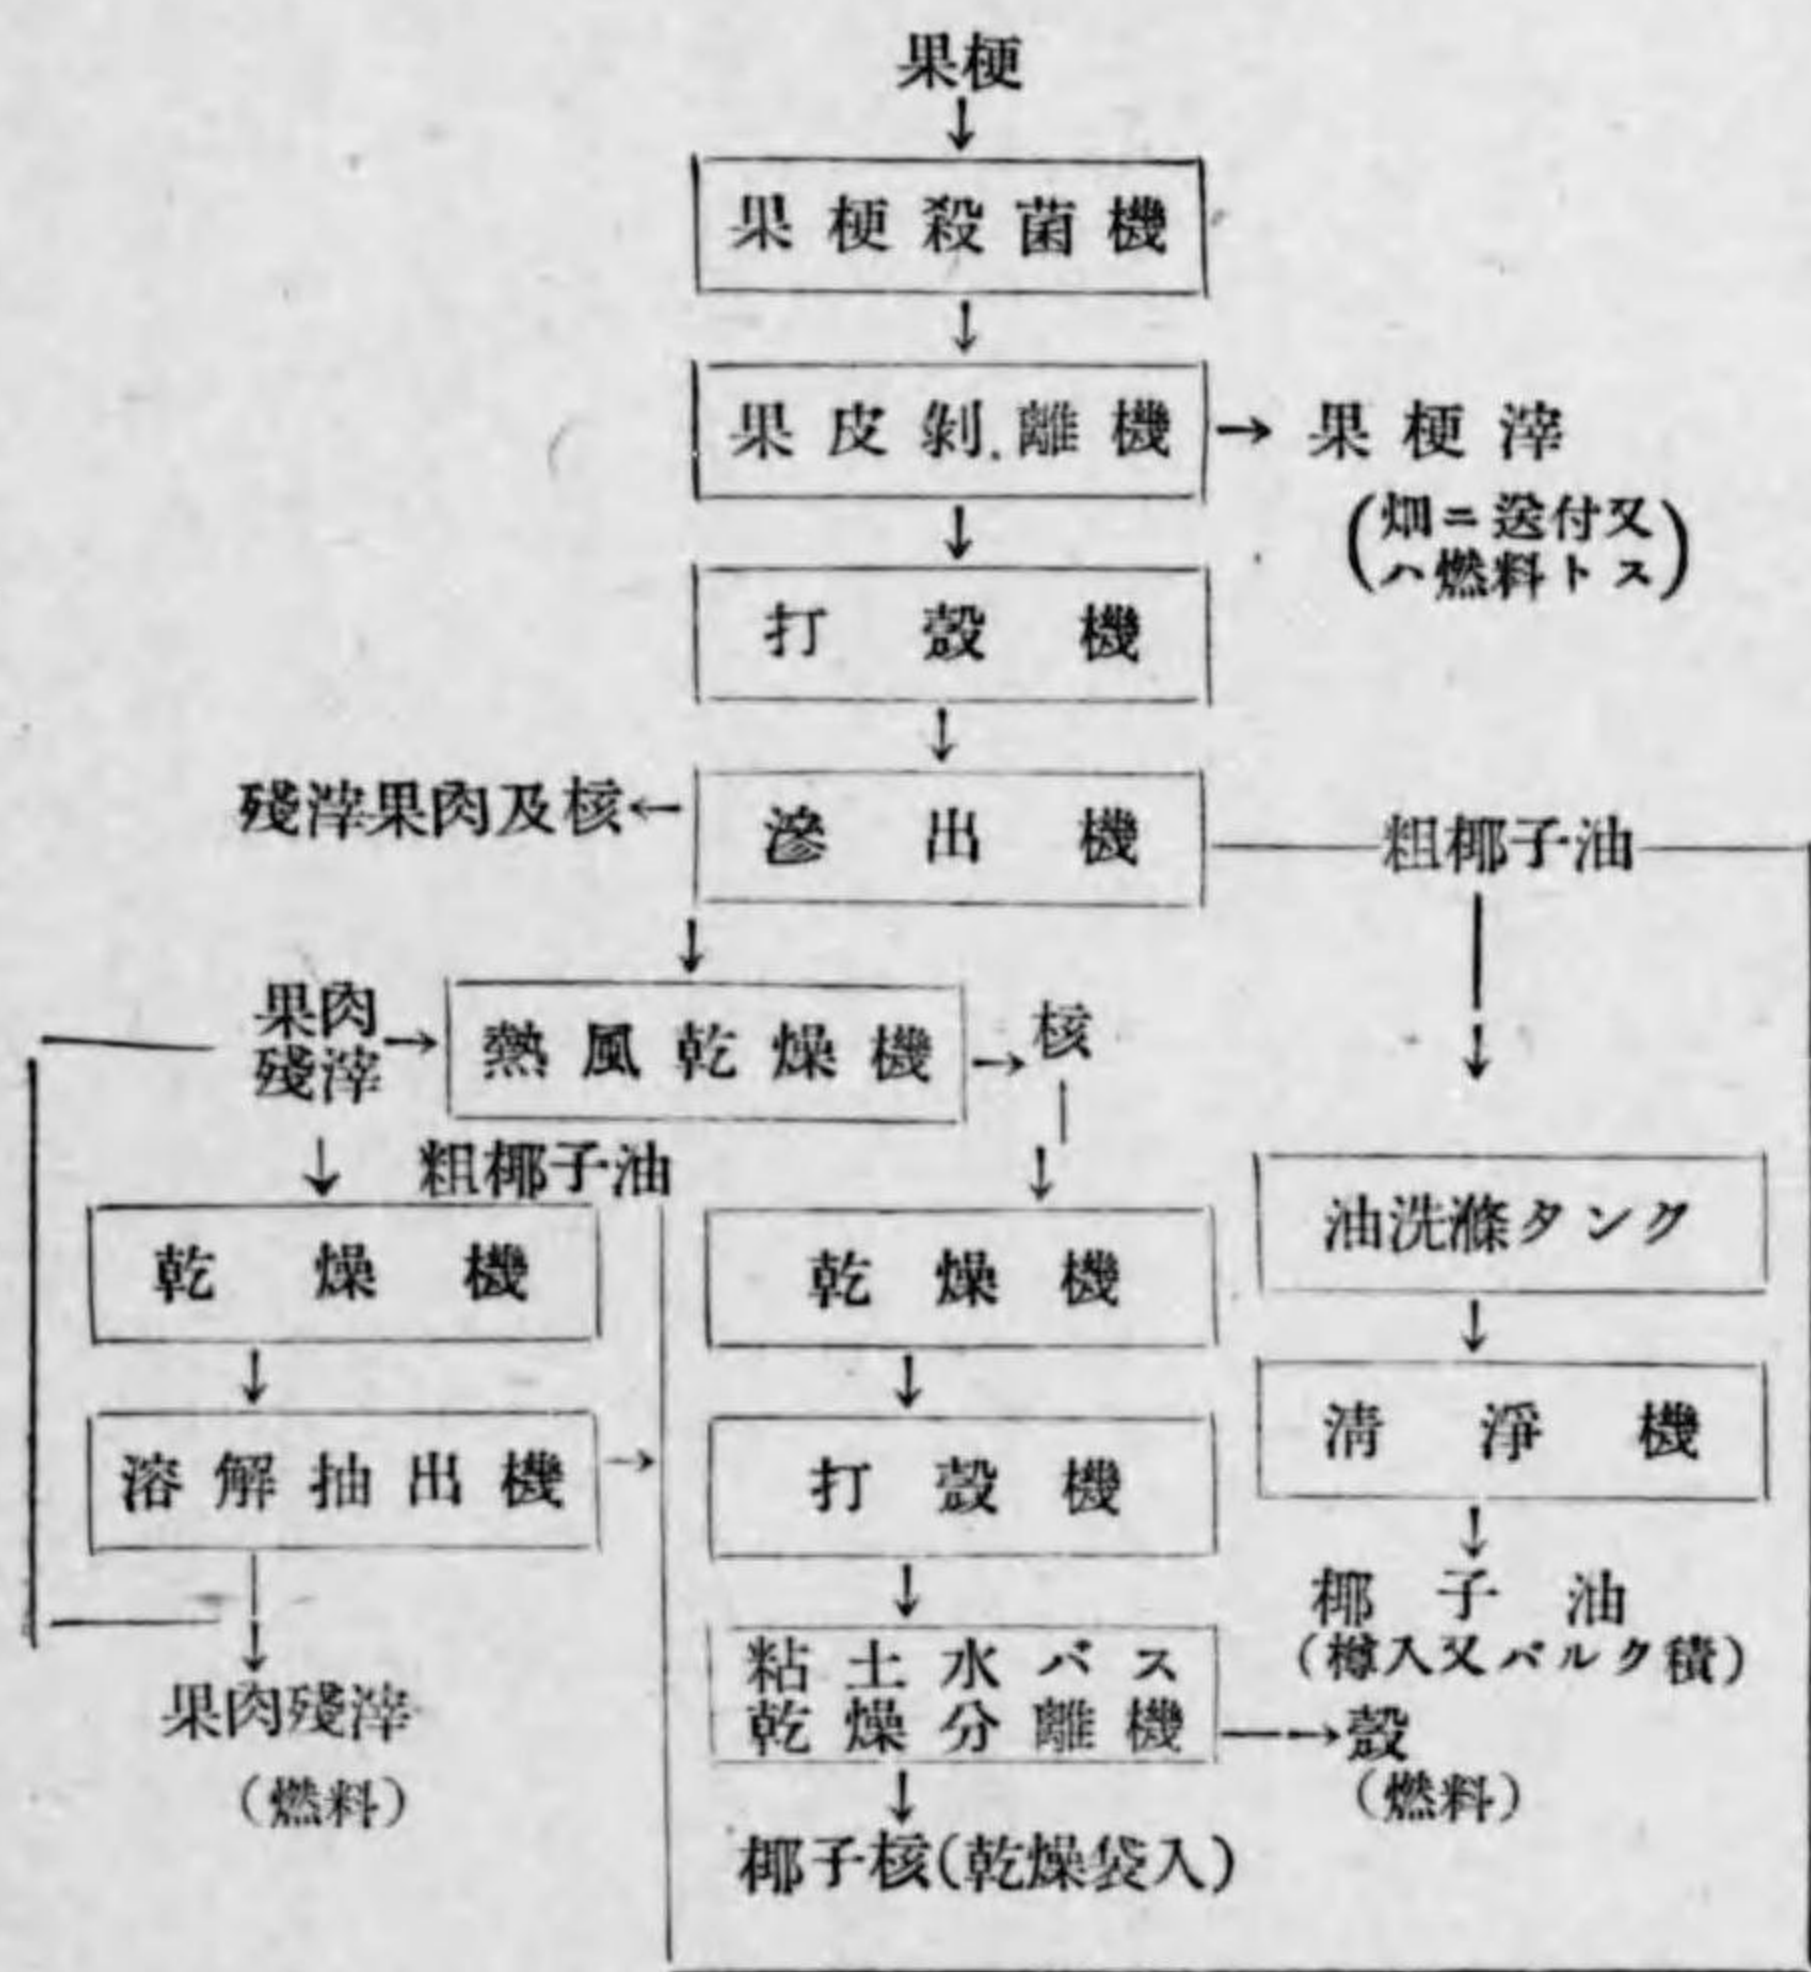 果梗
果梗殺菌機
果皮剝離機
果梗滓
(畑ニ送付又
ハ燃料トス)
打殼機
殘滓果肉及核
滲出機
粗椰子油
果肉
殘滓
熱風乾燥機
核
粗椰子油
乾燥機
乾燥機
油洗滌タンク
溶解抽出機
打殼機
淸淨機
果肉殘滓
(燃料)
粘土水バス
乾燥分離機
椰子油
(樽入又バルク積)
殼
(燃料)
椰子核(乾燥袋入)